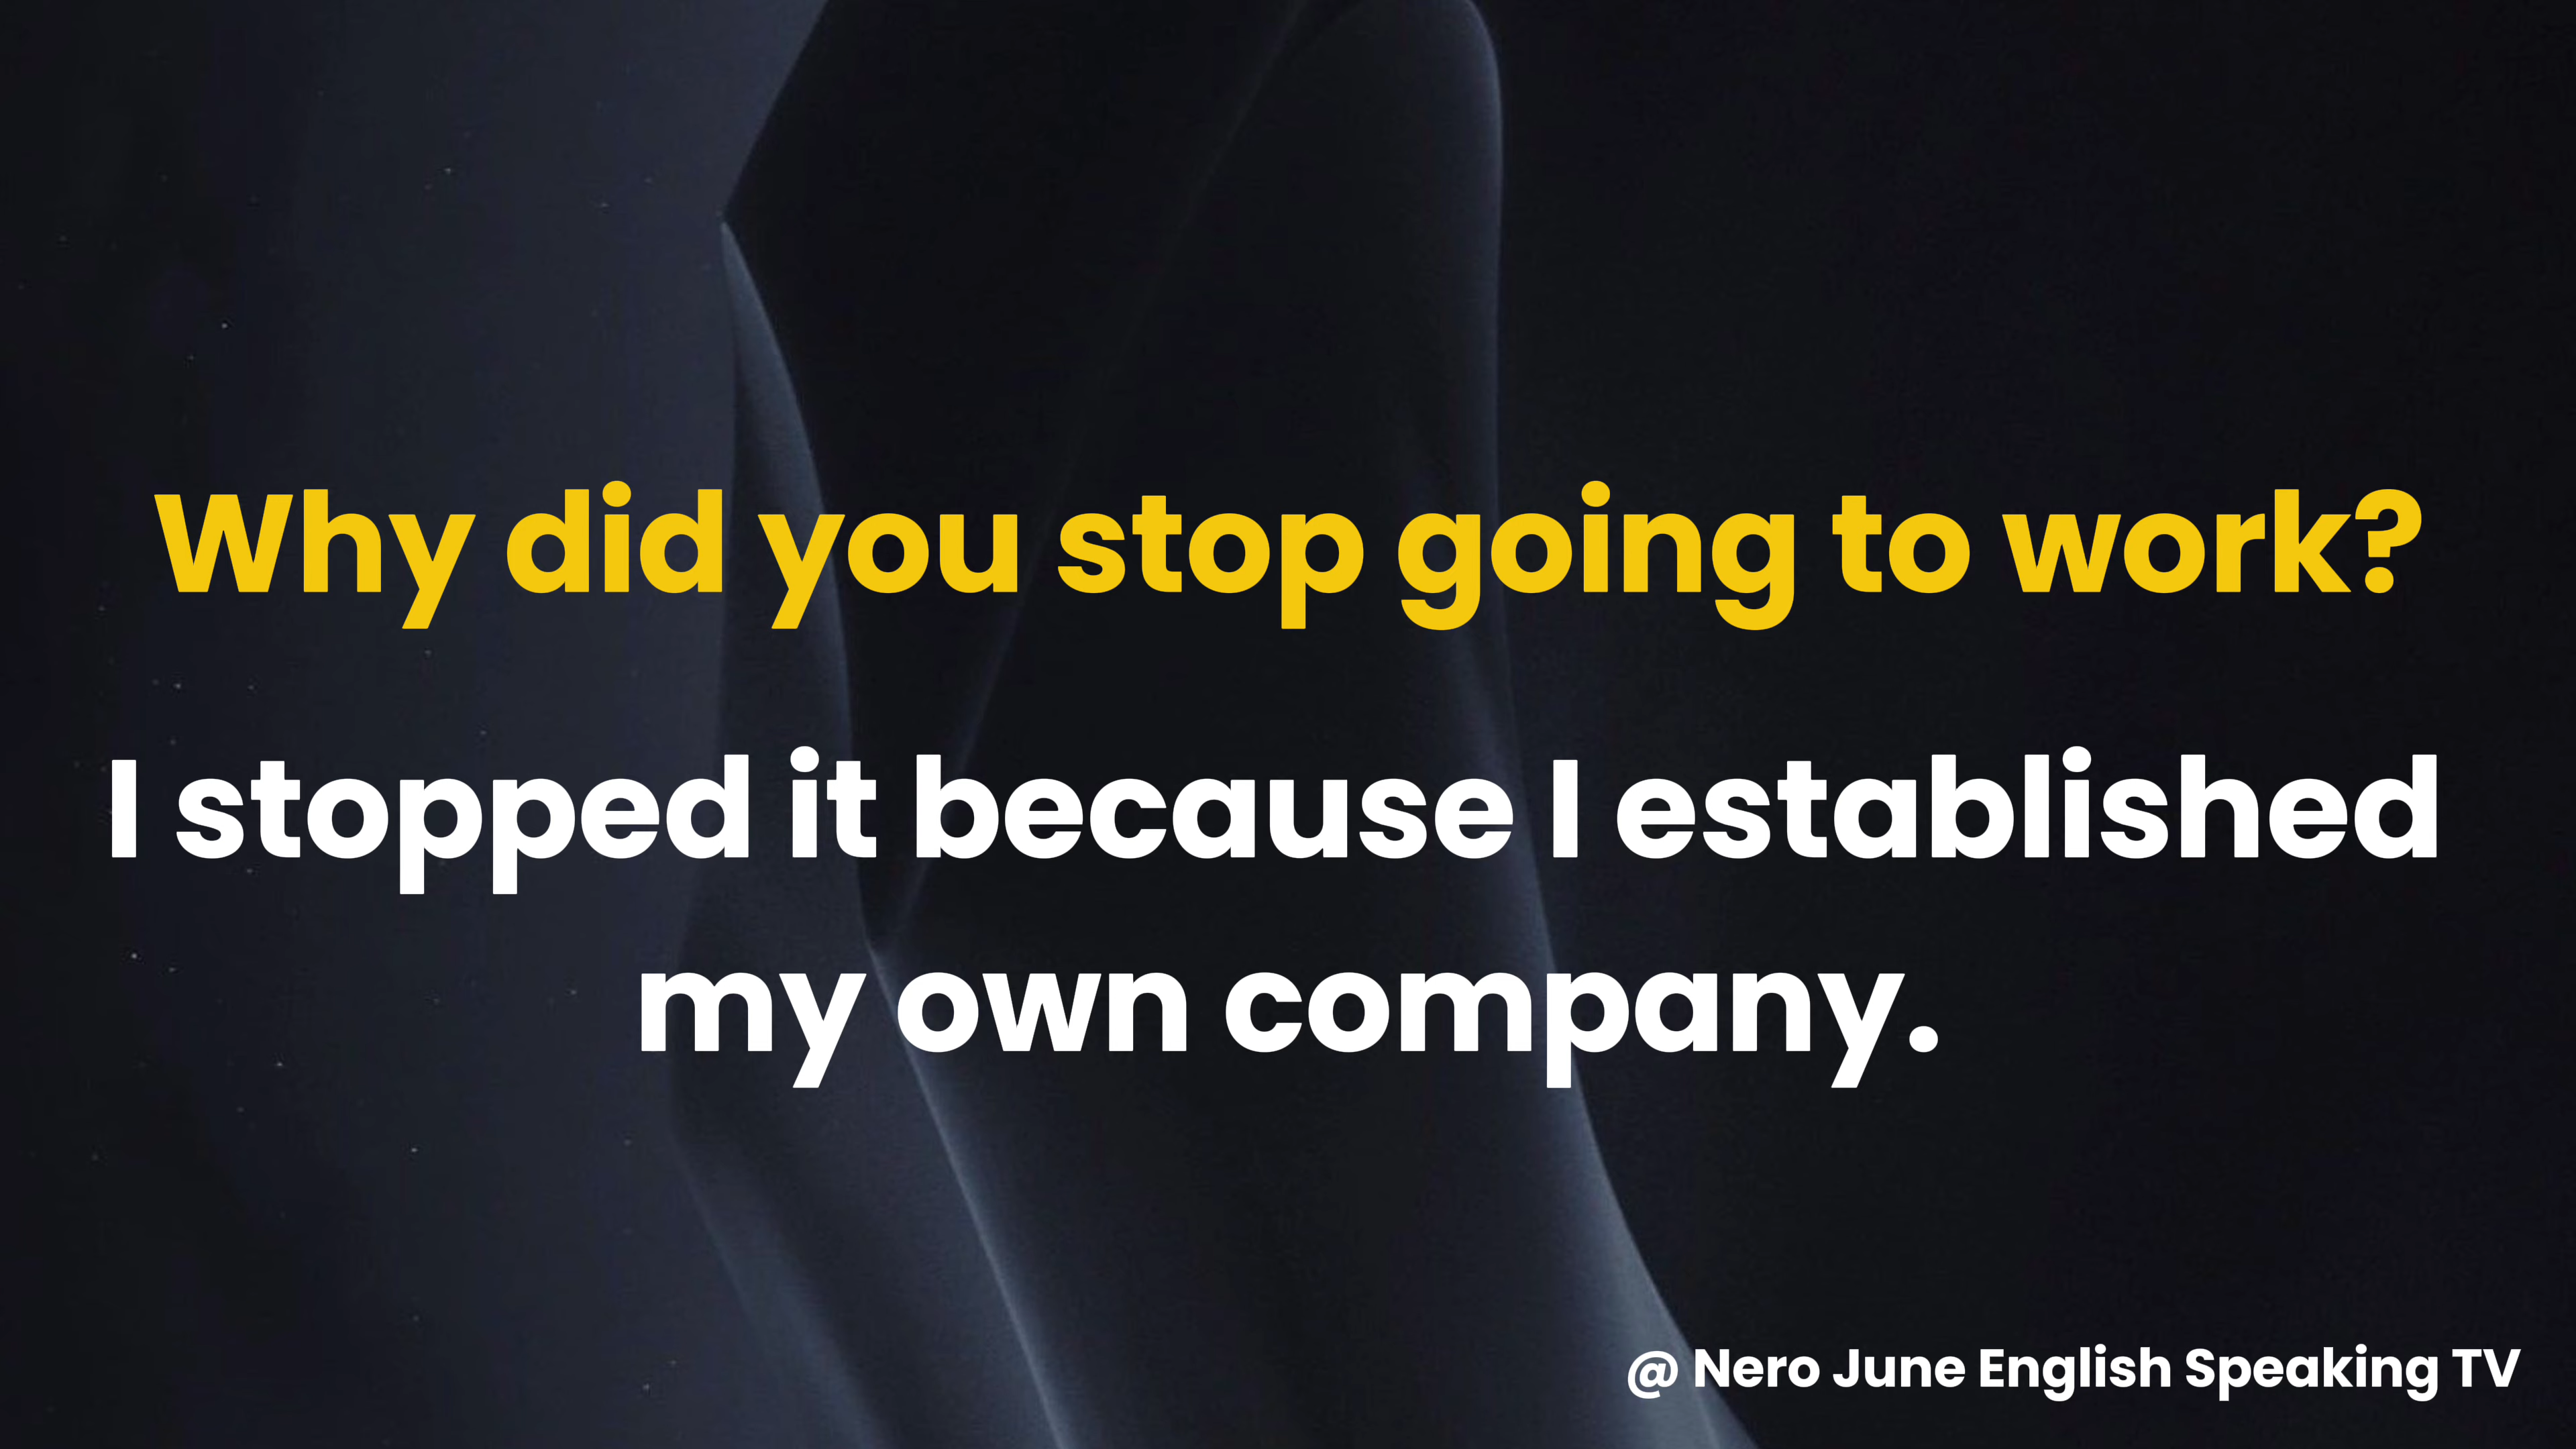 Why did you stop going to work?
I stopped it because I established
my own company.
@ Nero June English Speaking TV